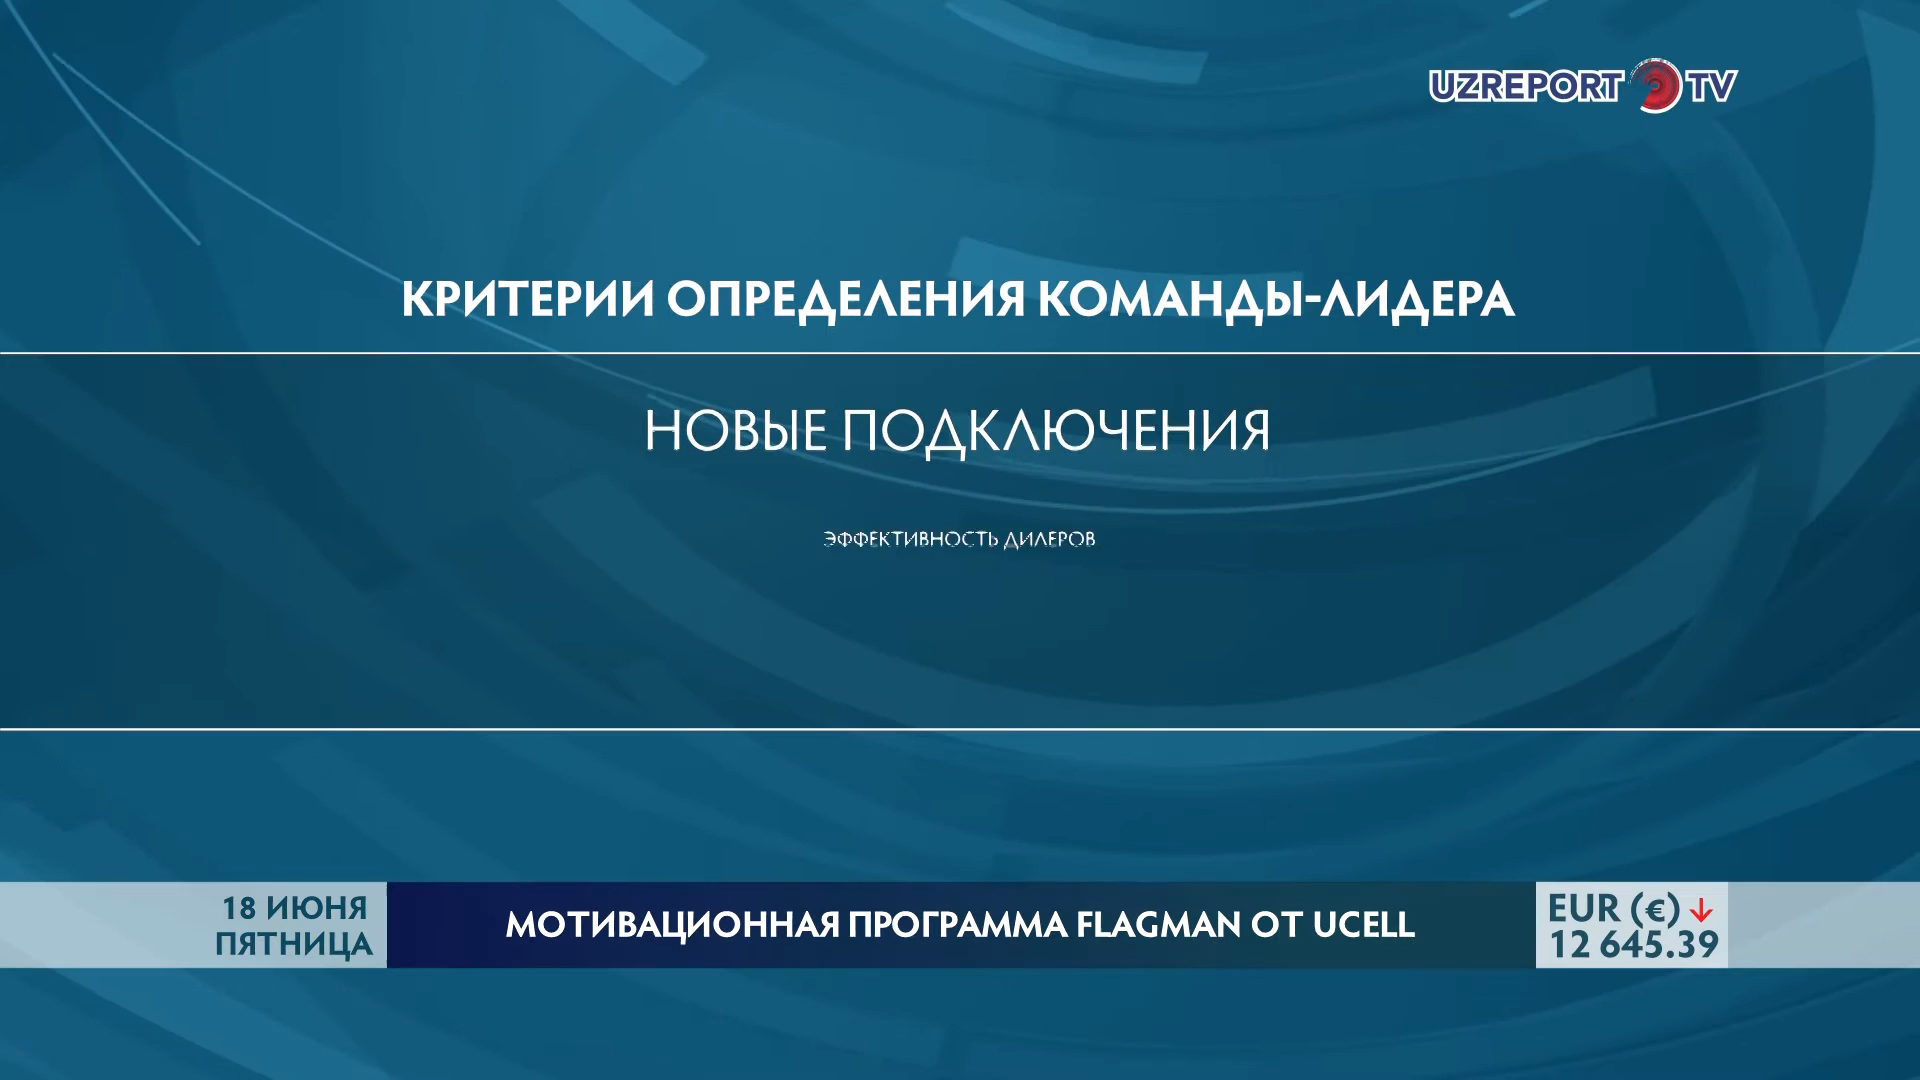 UZREPORT TV
КРИТЕРИИ ОПРЕДЕЛЕНИЯ КОМАНДЫ-ЛИДЕРА
НОВЫЕ ПОДКЛЮЧЕНИЯ
ЭФФЕКТИВНОСТЬ ДИЛЕРОВ
18 ИЮНЯ
ПЯТНИЦА
МОТИВАЦИОННАЯ ПРОГРАММА FLAGMAN ОТ UCELL
EUR (€) ↓
12 645.39